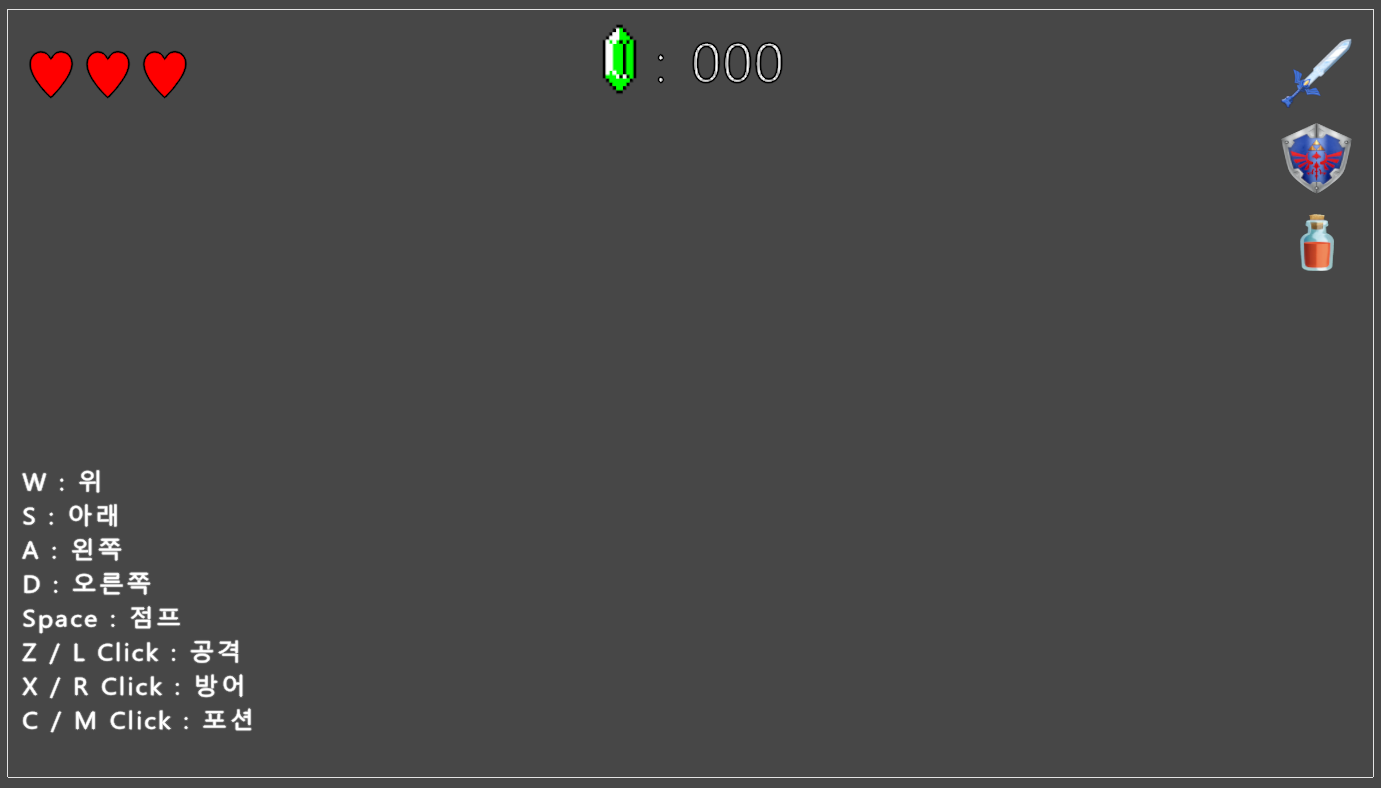 : 000
W : 위
S : 아래
A : 왼쪽
D : 오른쪽
Space : 점프
Z / L Click : 공격
X / R Click : 방어
C / M Click : 포션